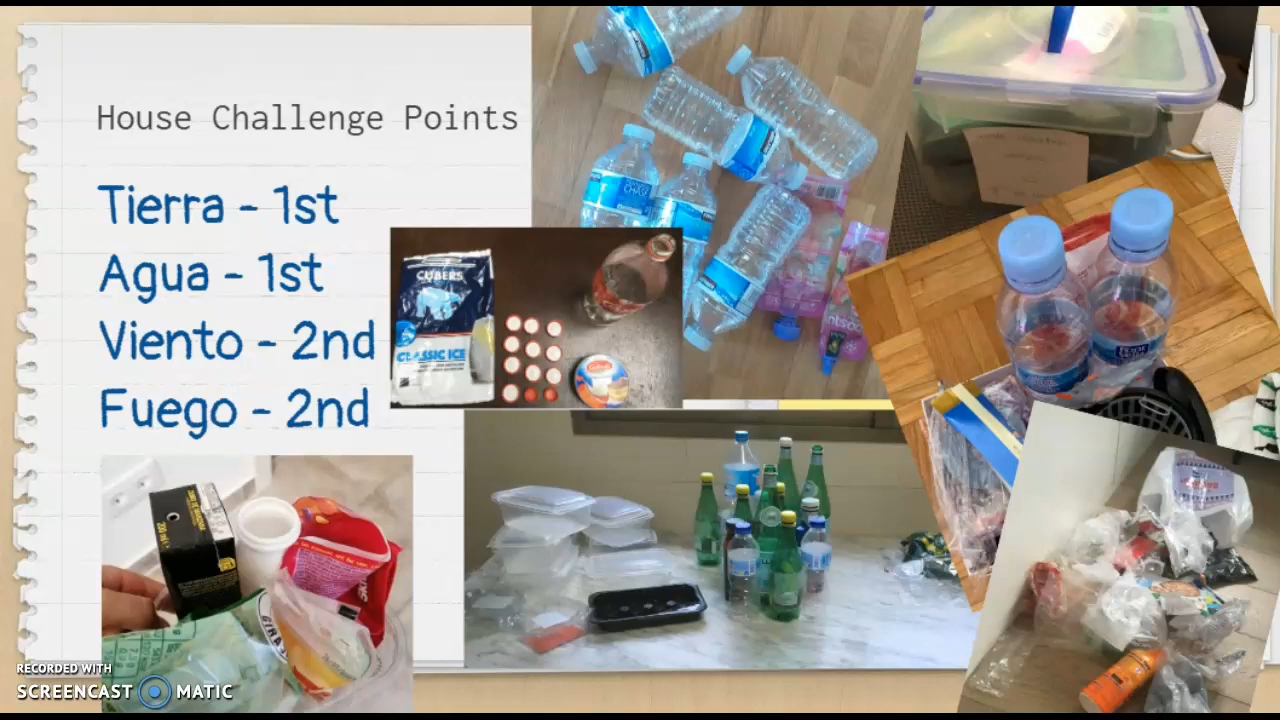 House Challenge Points
Tierra - 1st
Agua - 1st
Viento - 2nd
Fuego - 2nd
CUBERS
CLASSIC ICE
RECORDED WITH
SCREENCAST MATIC